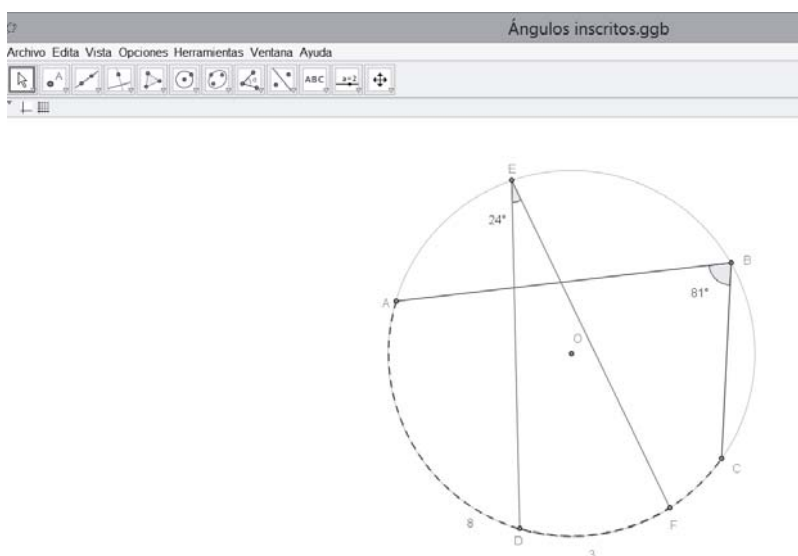 Ángulos inscritos.ggb
Archivo Edita Vista Opciones Herramientas Ventana Ayuda
A ABC a=2
E
24°
B
81°
A
O
C
8
F
D
3